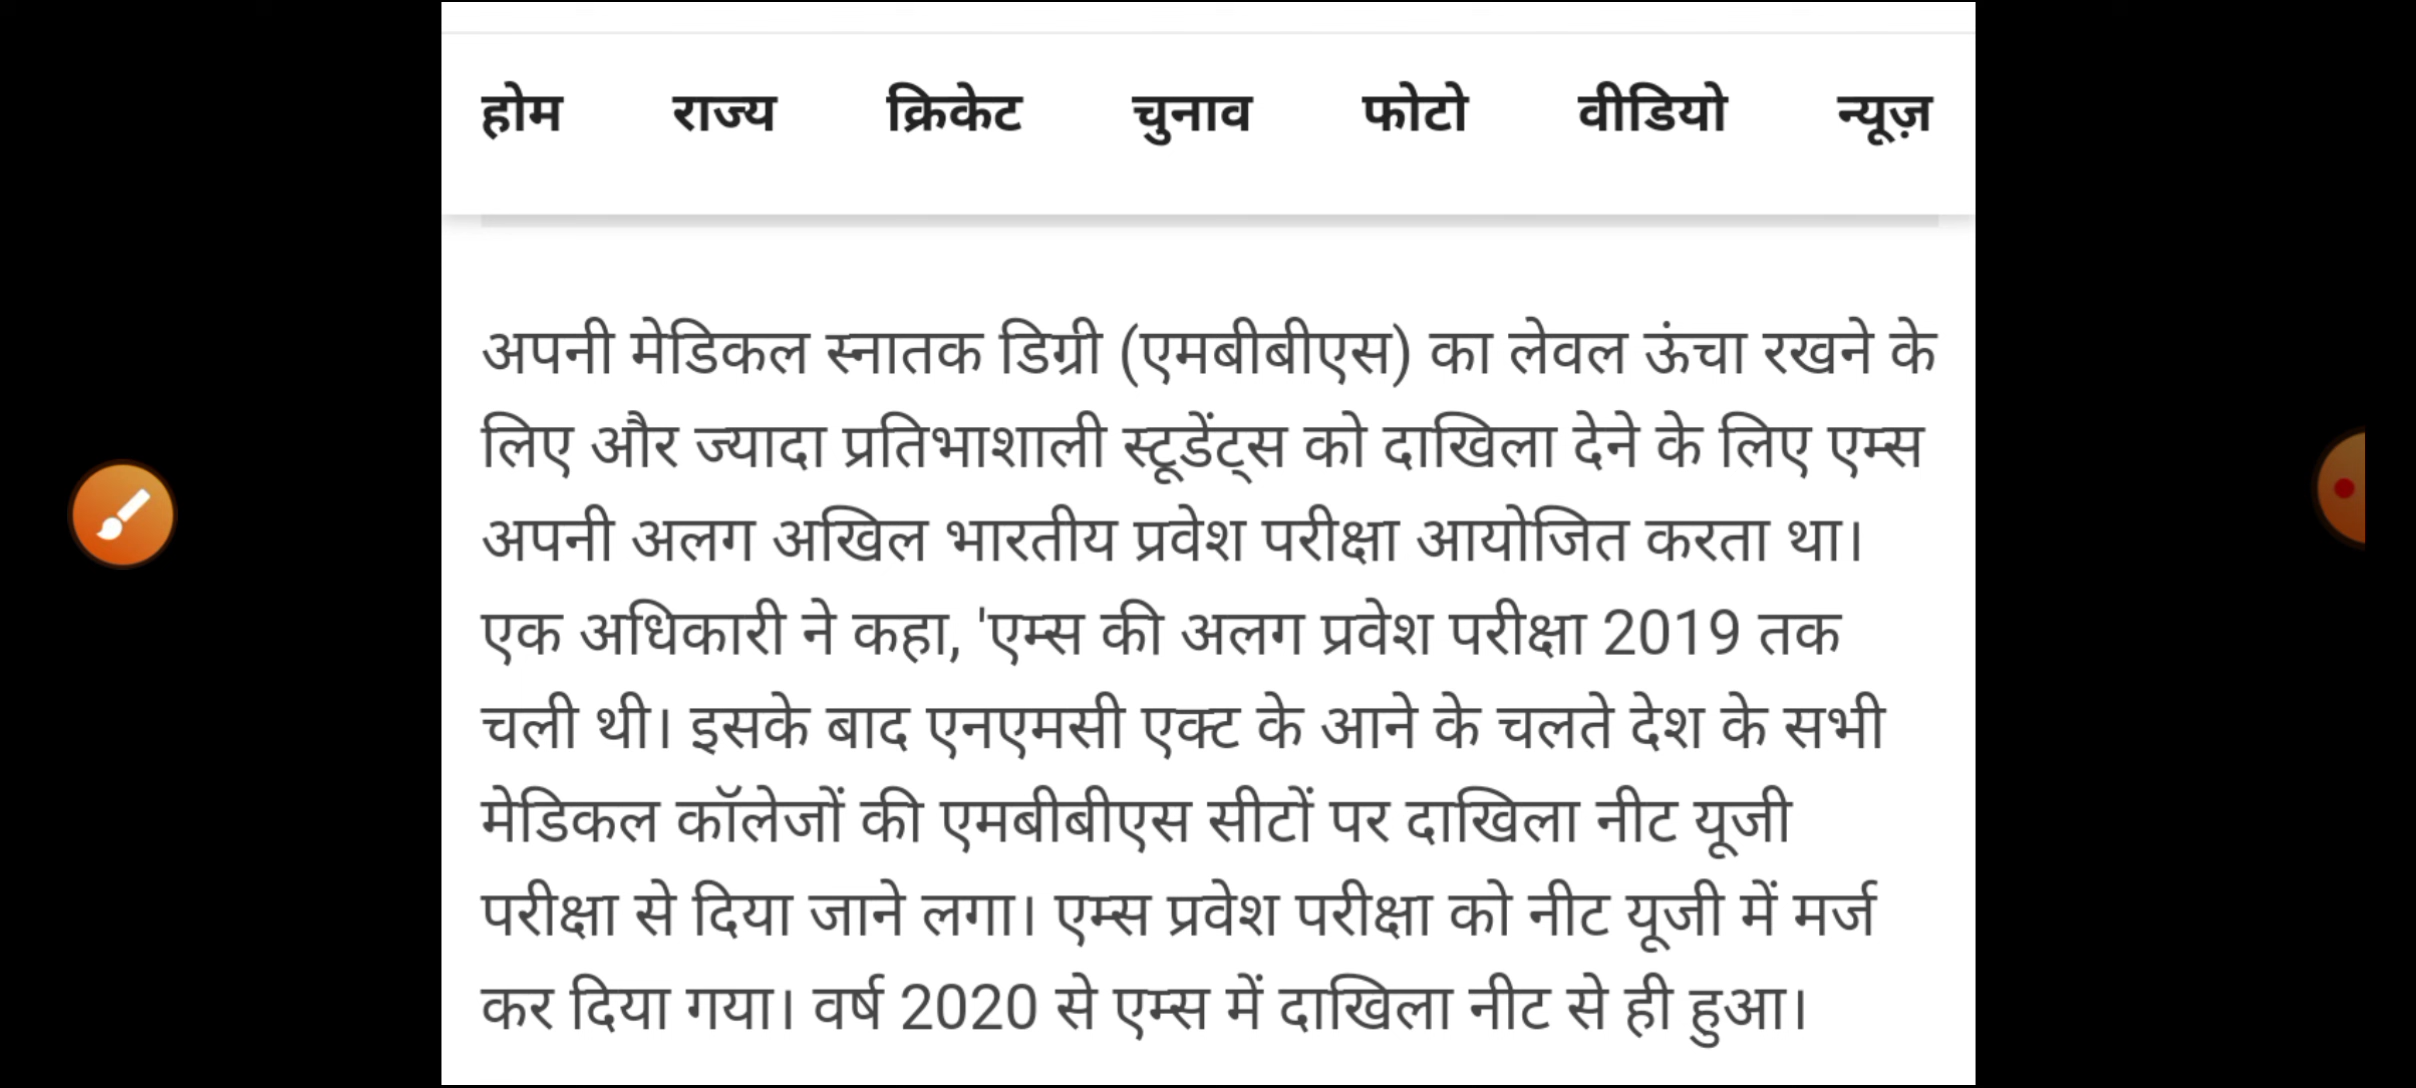 होम राज्य क्रिकेट चुनाव फोटो वीडियो न्यूज़
अपनी मेडिकल स्नातक डिग्री (एमबीबीएस) का लेवल ऊंचा रखने के
लिए और ज्यादा प्रतिभाशाली स्टूडेंट्स को दाखिला देने के लिए एम्स
अपनी अलग अखिल भारतीय प्रवेश परीक्षा आयोजित करता था।
एक अधिकारी ने कहा, 'एम्स की अलग प्रवेश परीक्षा 2019 तक
चली थी। इसके बाद एनएमसी एक्ट के आने के चलते देश के सभी
मेडिकल कॉलेजों की एमबीबीएस सीटों पर दाखिला नीट यूजी
परीक्षा से दिया जाने लगा। एम्स प्रवेश परीक्षा को नीट यूजी में मर्ज
कर दिया गया। वर्ष 2020 से एम्स में दाखिला नीट से ही हुआ।